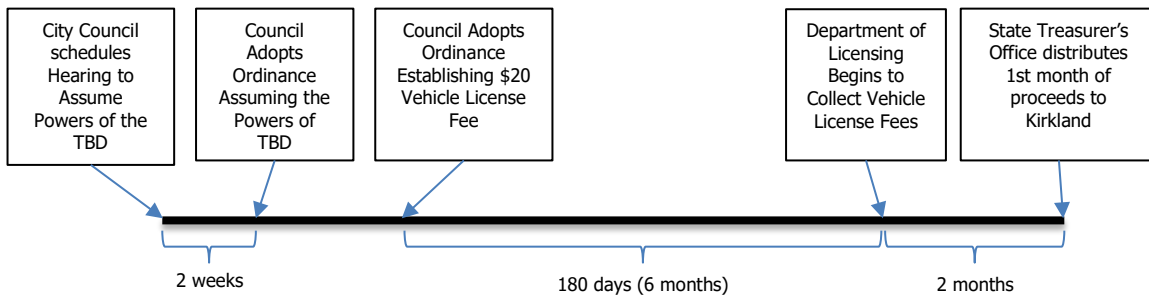 City Council
schedules
Hearing to
Assume
Powers of the
TBD
Council
Adopts
Ordinance
Assuming the
Powers of
TBD
Council Adopts
Ordinance
Establishing $20
Vehicle License
Fee
Department of
Licensing
Begins to
Collect Vehicle
License Fees
State Treasurer’s
Office distributes
1st month of
proceeds to
Kirkland
2 weeks
180 days (6 months)
2 months